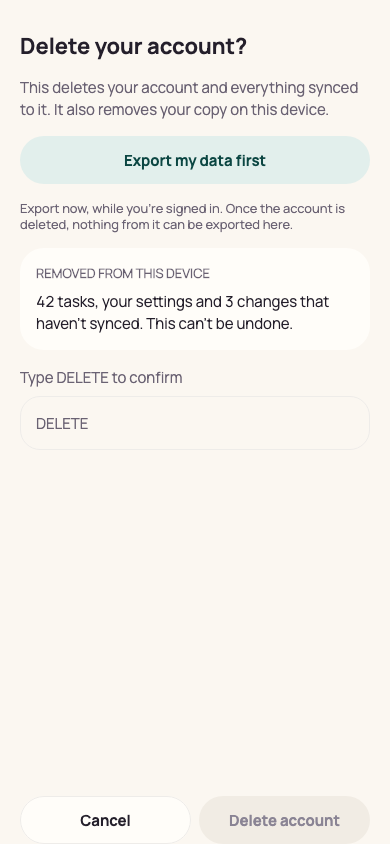 Delete your account?
This deletes your account and everything synced
to it. It also removes your copy on this device.
Export my data first
Export now, while you're signed in. Once the account is
deleted, nothing from it can be exported here.
REMOVED FROM THIS DEVICE
42 tasks, your settings and 3 changes that
haven't synced. This can't be undone.
Type DELETE to confirm
DELETE
Cancel
Delete account